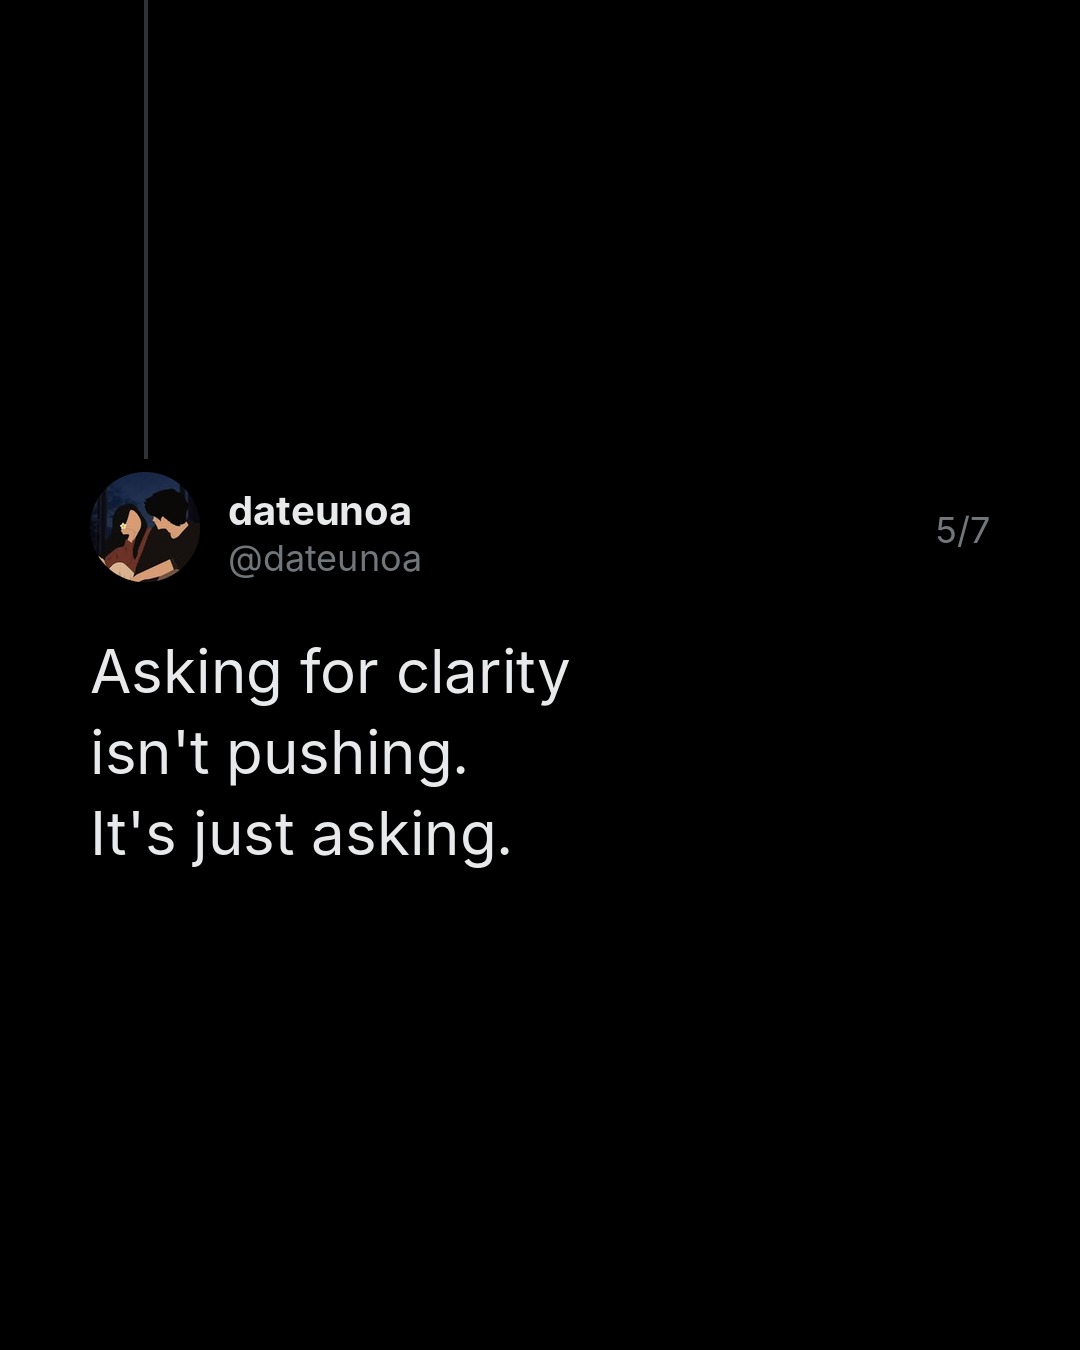 dateunoa
@dateunoa
5/7
Asking for clarity
isn't pushing.
It's just asking.